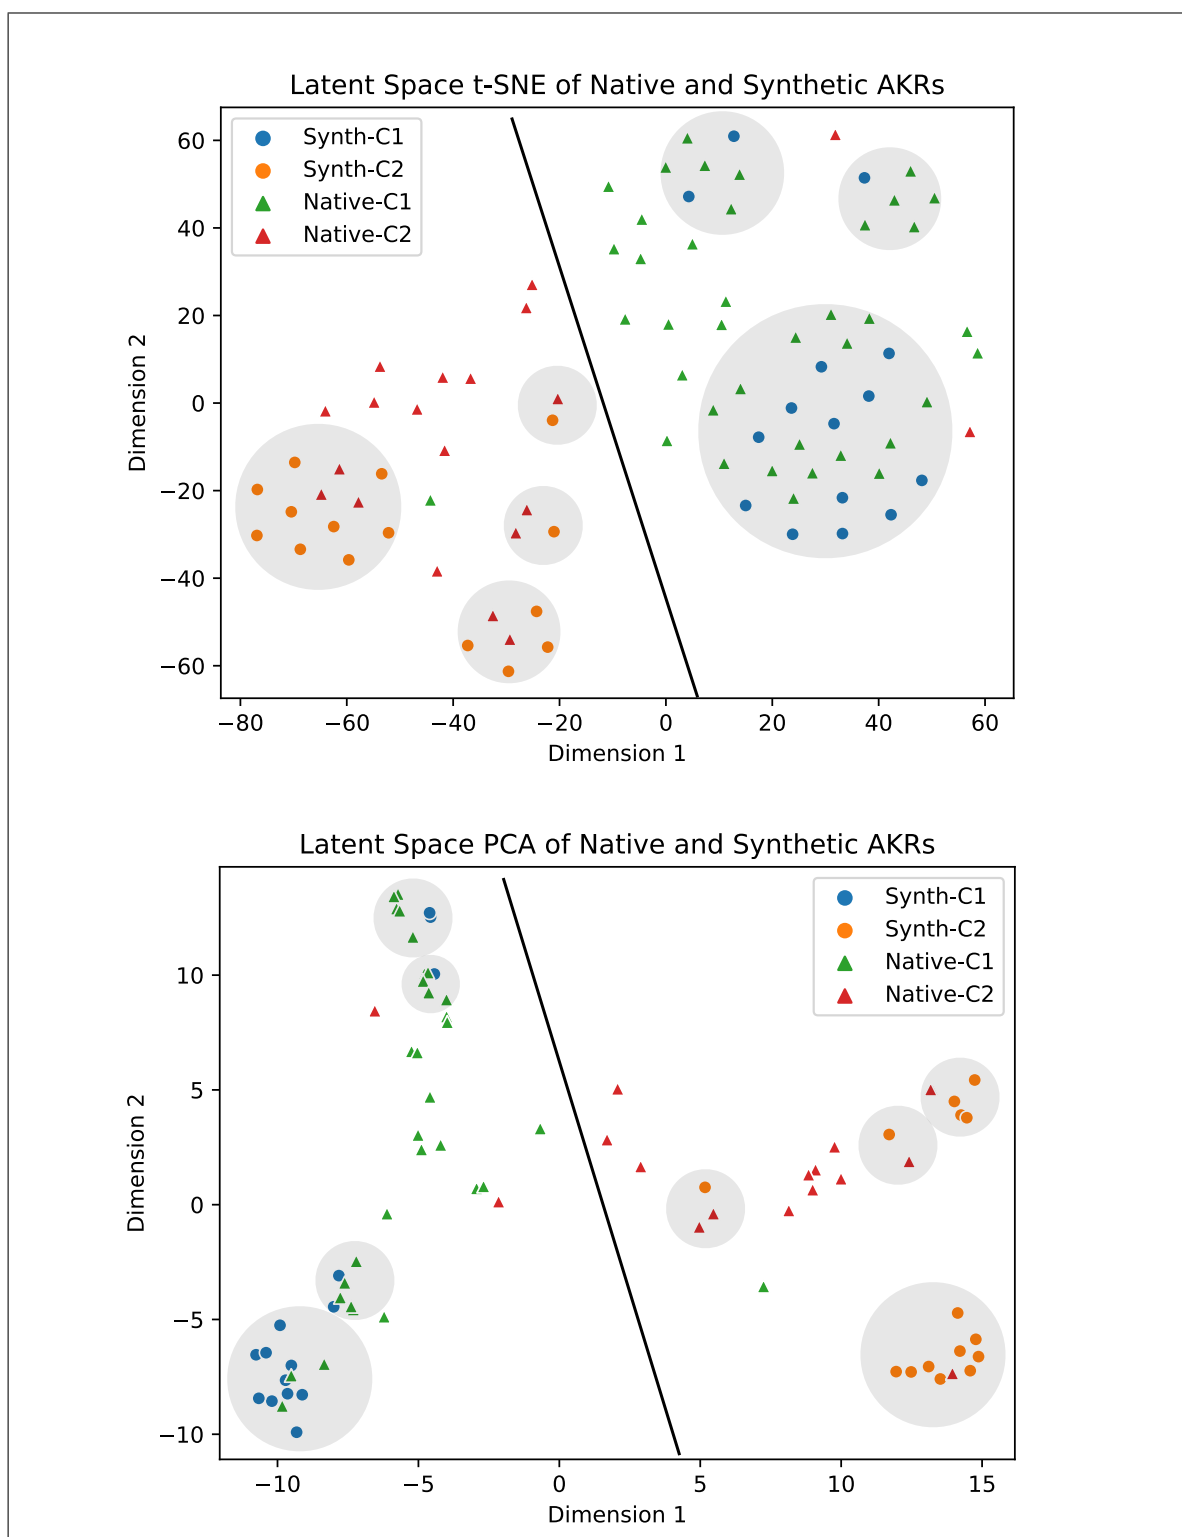 Latent Space t-SNE of Native and Synthetic AKRs
Synth-C1
Synth-C2
Native-C1
Native-C2
60
40
20
0
−20
−40
−60
Dimension 2
−80 −60 −40 −20 0 20 40 60
Dimension 1
Latent Space PCA of Native and Synthetic AKRs
Synth-C1
Synth-C2
Native-C1
Native-C2
10
5
0
−5
−10
Dimension 2
−10 −5 0 5 10 15
Dimension 1